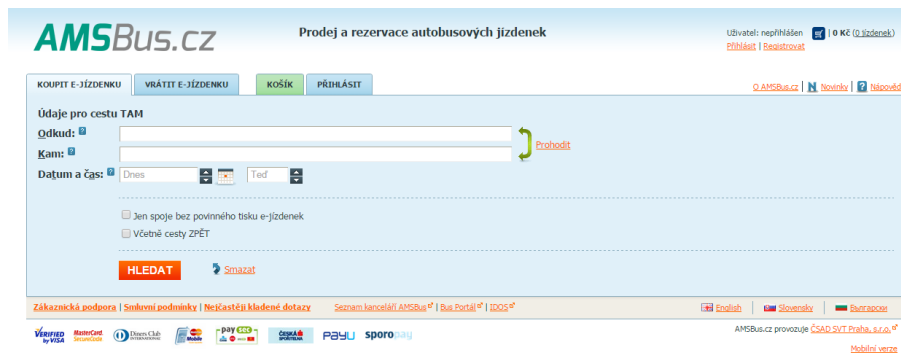 AMSBus.cz
Prodej a rezervace autobusových jízdenek
Uživatel: nepřihlášen | 0 Kč (0 jízdenek)
Přihlásit | Registrovat
KOUPIT E-JÍZDENKU VRÁTIT E-JÍZDENKU KOŠÍK PŘIHLÁSIT
O AMSBus.cz | N Novinky | ? Nápověd
Údaje pro cestu TAM
Odkud: ?
Prohodit
Kam: ?
Datum a čas: ? Dnes Teď
Jen spoje bez povinného tisku e-jízdenek
Včetně cesty ZPĚT
HLEDAT Smazat
Zákaznická podpora | Smluvní podmínky | Nejčastěji kladené dotazy Seznam kanceláří AMSBus | Bus Portál | IDOS English | Slovensky | Български
VERIFIED by VISA MasterCard. SecureCode. Diners Club INTERNATIONAL Mobile pay sec ČESKÁ SPOŘITELNA PayU sporopay
AMSBus.cz provozuje ČSAD SVT Praha, s.r.o.
Mobilní verze